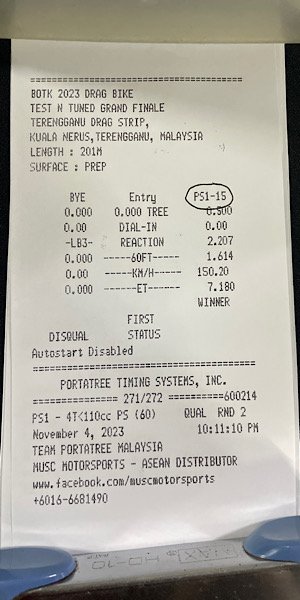 =======================================
BOTK 2023 DRAG BIKE
TEST N TUNED GRAND FINALE
TERENGGANU DRAG STRIP,
KUALA NERUS,TERENGGANU, MALAYSIA
LENGTH : 201M
SURFACE : PREP
BYE Entry PS1-15
0.000 0.000 TREE 0.500
0.00 DIAL-IN 0.00
-LB3- REACTION 2.207
0.000 ------60FT----- 1.614
0.00 ------KM/H----- 150.20
0.000 ------ET------- 7.180
WINNER
FIRST
DISQUAL STATUS
Autostart Disabled
=======================================
PORTATREE TIMING SYSTEMS, INC.
=============== 271/272 ==========600214
PS1 - 4T<110cc PS (60) QUAL RND 2
November 4, 2023 10:11:10 PM
TEAM PORTATREE MALAYSIA
MUSC MOTORSPORTS - ASEAN DISTRIBUTOR
www.facebook.com/muscmotorsports
+6016-6681490